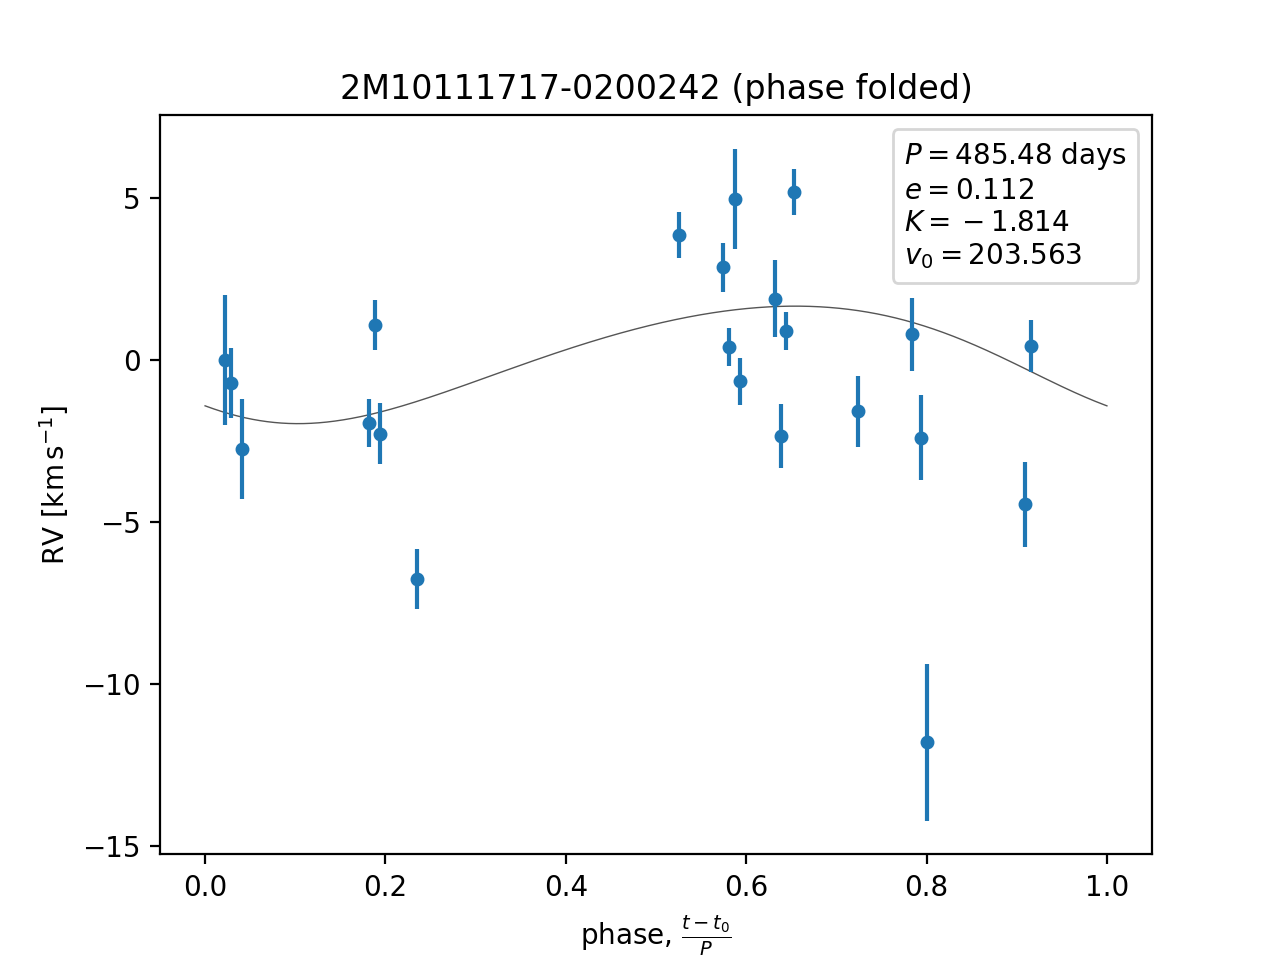 2M10111717-0200242 (phase folded)
P = 485.48 days
e = 0.112
K = −1.814
v₀ = 203.563
RV [km s⁻¹]
5
0
−5
−10
−15
0.0 0.2 0.4 0.6 0.8 1.0
phase, (t − t₀)/P